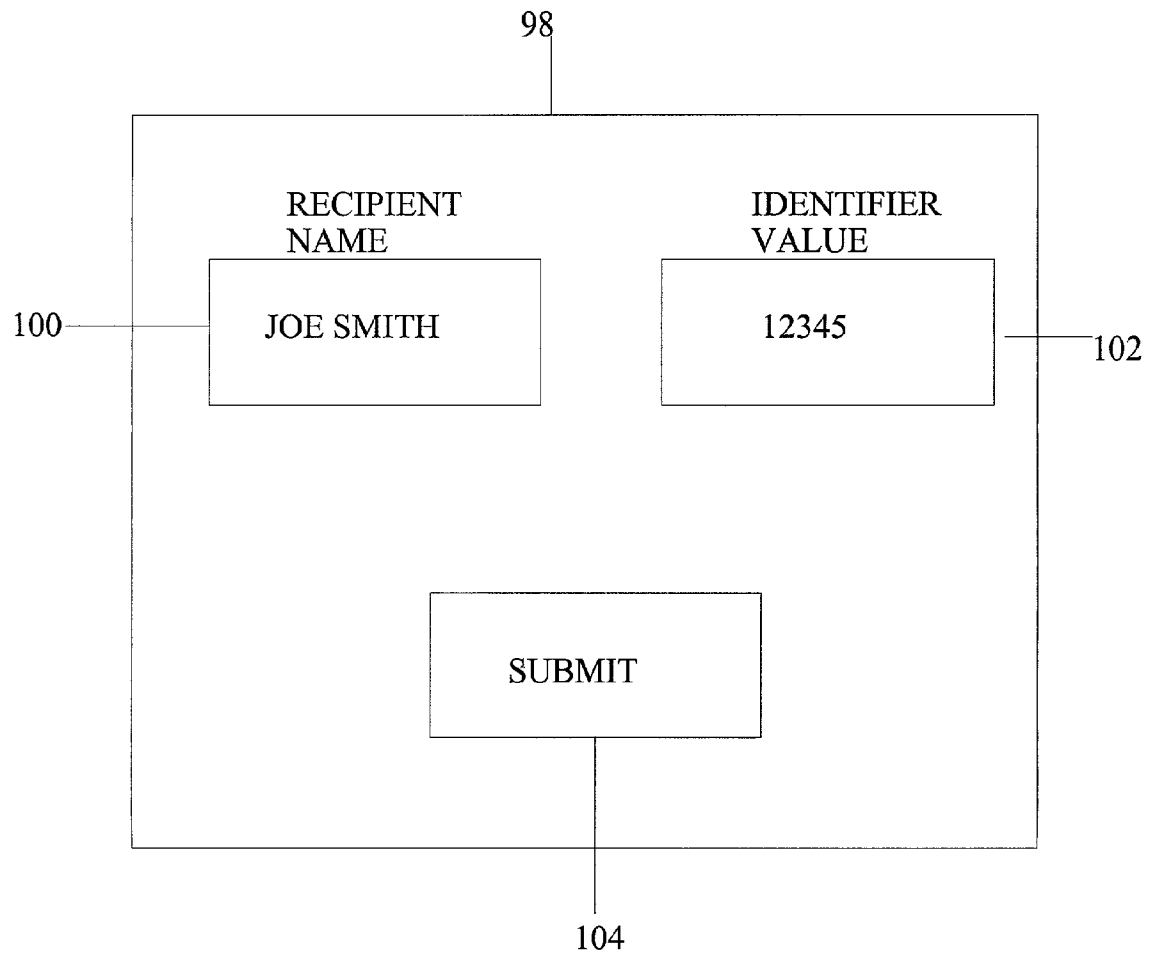 98
RECIPIENT
NAME
IDENTIFIER
VALUE
100
JOE SMITH
12345
102
SUBMIT
104